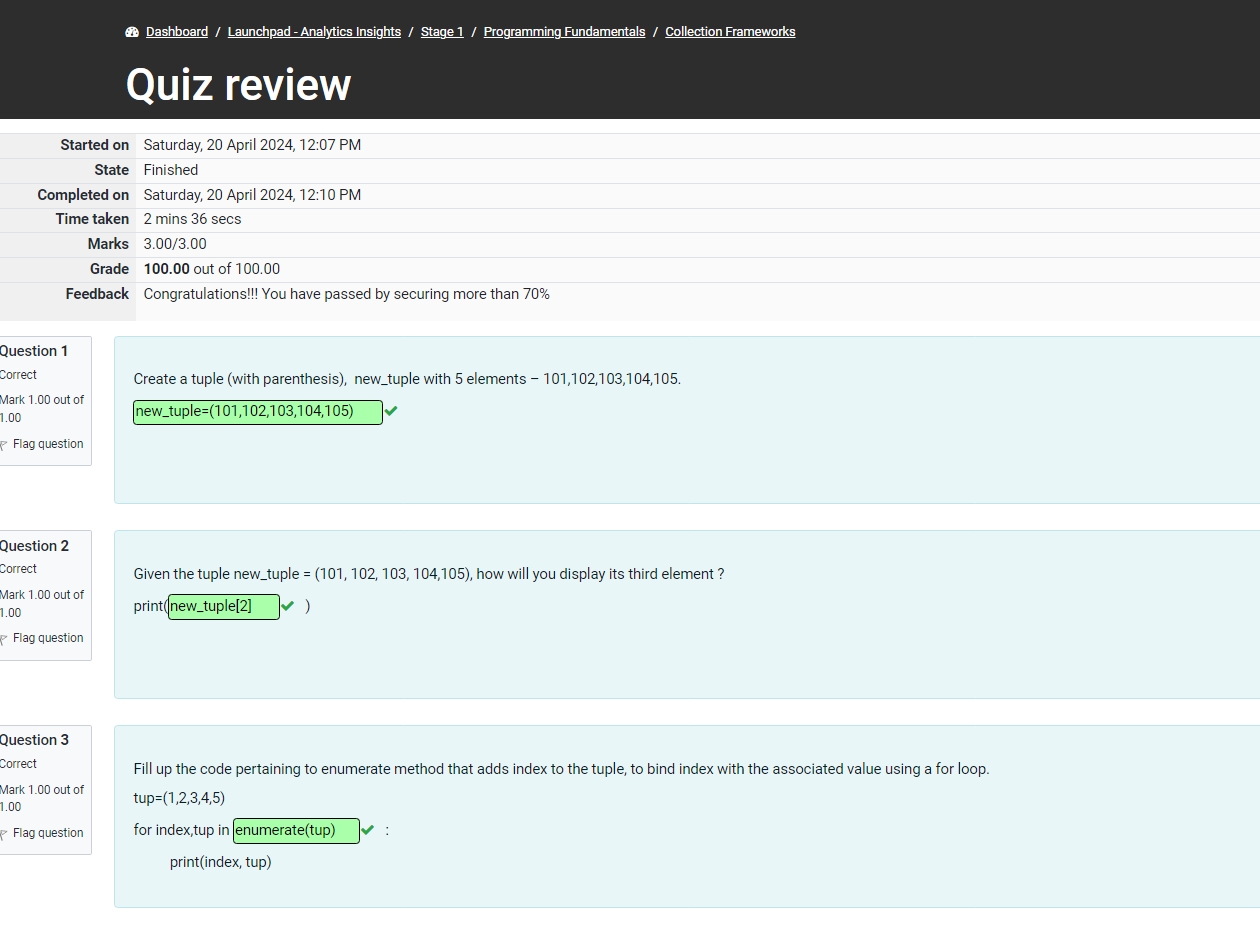 Dashboard / Launchpad - Analytics Insights / Stage 1 / Programming Fundamentals / Collection Frameworks
Quiz review
Started on Saturday, 20 April 2024, 12:07 PM
State Finished
Completed on Saturday, 20 April 2024, 12:10 PM
Time taken 2 mins 36 secs
Marks 3.00/3.00
Grade 100.00 out of 100.00
Feedback Congratulations!!! You have passed by securing more than 70%
Question 1
Correct
Mark 1.00 out of
1.00
Flag question
Create a tuple (with parenthesis),  new_tuple with 5 elements – 101,102,103,104,105.
new_tuple=(101,102,103,104,105)
Question 2
Correct
Mark 1.00 out of
1.00
Flag question
Given the tuple new_tuple = (101, 102, 103, 104,105), how will you display its third element ?
print(new_tuple[2] )
Question 3
Correct
Mark 1.00 out of
1.00
Flag question
Fill up the code pertaining to enumerate method that adds index to the tuple, to bind index with the associated value using a for loop.
tup=(1,2,3,4,5)
for index,tup in enumerate(tup) :
print(index, tup)